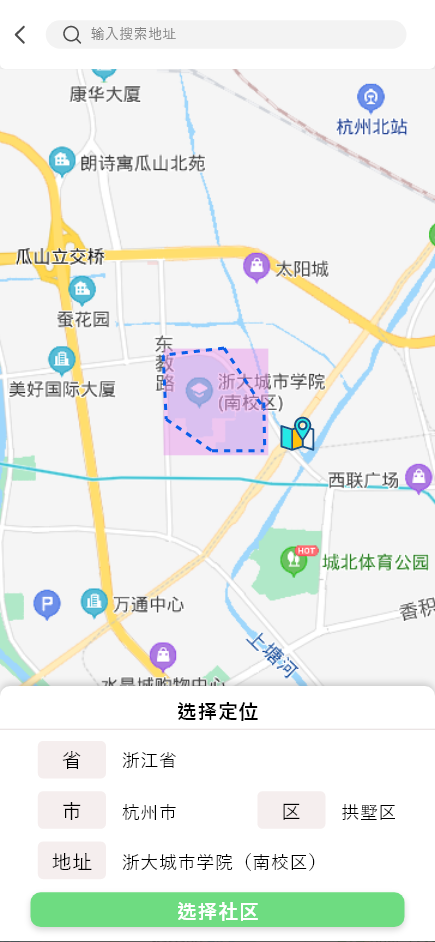 输入搜索地址
康华大厦
杭州北站
朗诗寓瓜山北苑
瓜山立交桥
太阳城
蚕花园
东教路
美好国际大厦
浙大城市学院
(南校区)
西联广场
HOT
城北体育公园
P
万通中心
香积
上塘河
水晶城购物中心
选择定位
省 浙江省
市 杭州市 区 拱墅区
地址 浙大城市学院（南校区）
选择社区